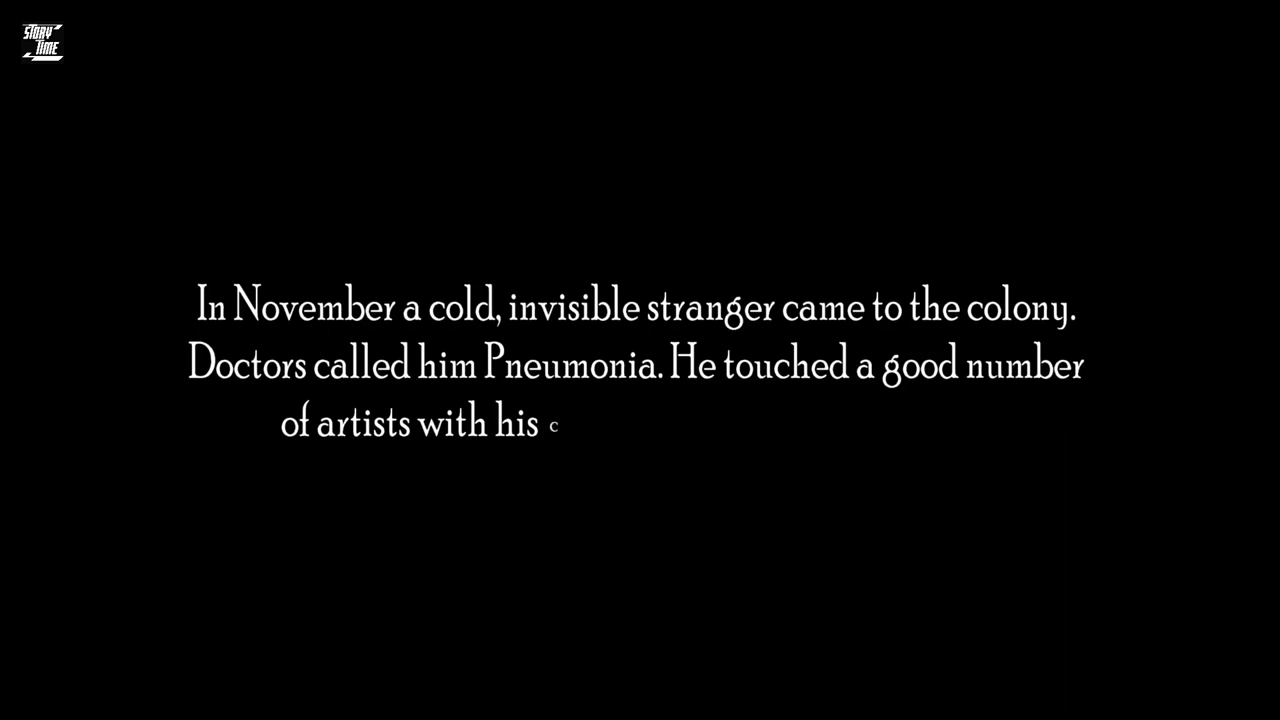 STORY
TIME
In November a cold, invisible stranger came to the colony.
Doctors called him Pneumonia. He touched a good number
of artists with his c